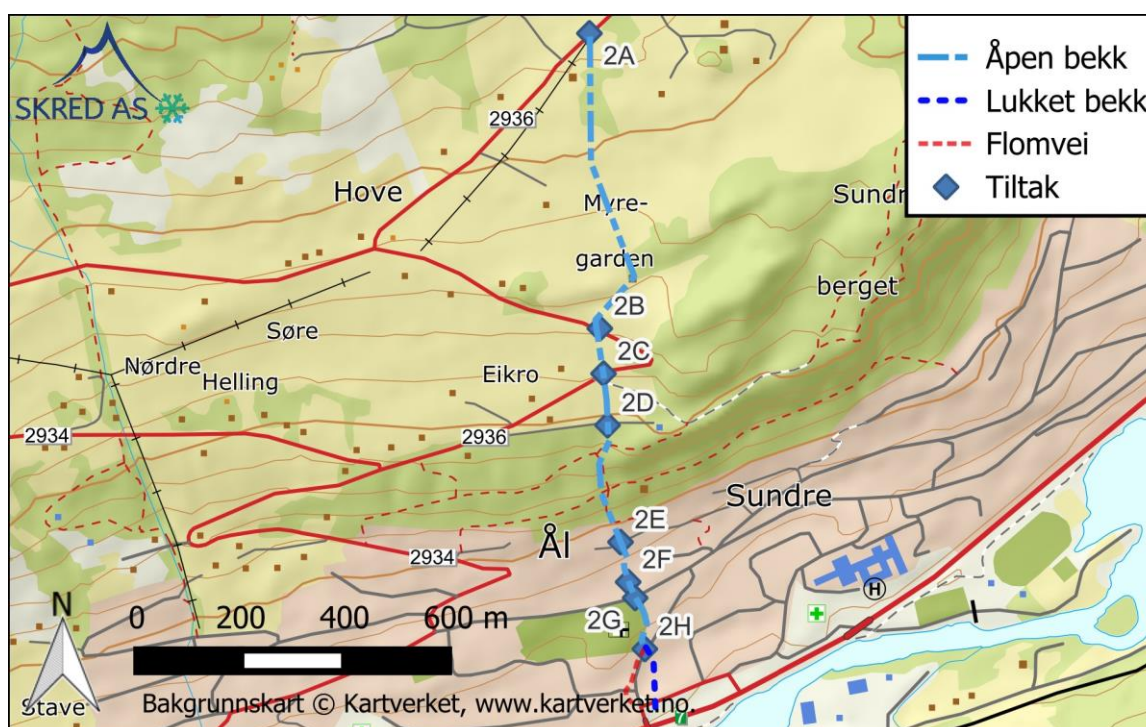 SKRED AS
2A
2936
Hove
Myre-
garden
Sundr
berget
Åpen bekk
Lukket bekk
Flomvei
Tiltak
2B
Søre
2C
Nørdre
Helling
Eikro
2D
2934
2936
Sundre
2E
Ål
2F
2934
H
N
0 200 400 600 m
2G
2H
Stave
Bakgrunnskart © Kartverket, www.kartverket.no.
7